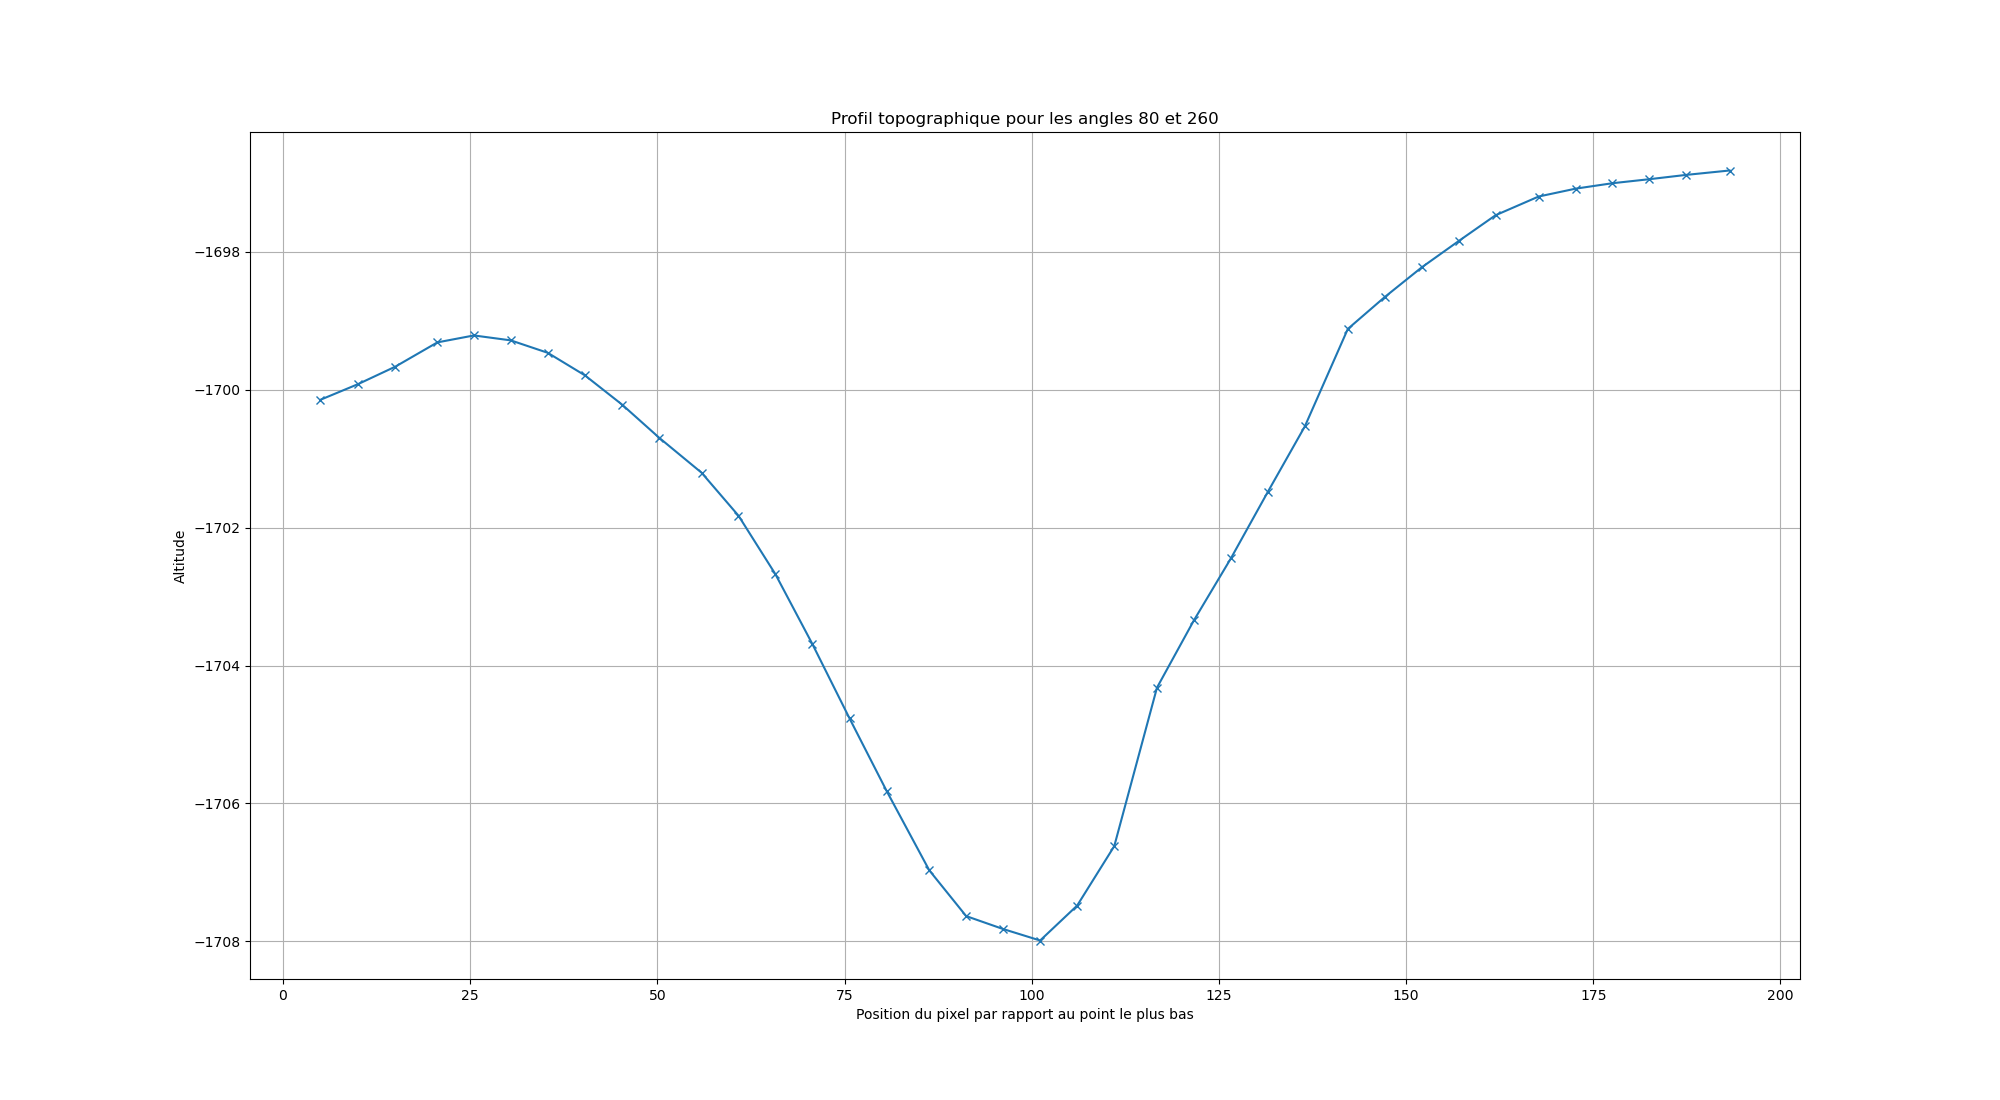 Profil topographique pour les angles 80 et 260
Altitude
−1698
−1700
−1702
−1704
−1706
−1708
0 25 50 75 100 125 150 175 200
Position du pixel par rapport au point le plus bas